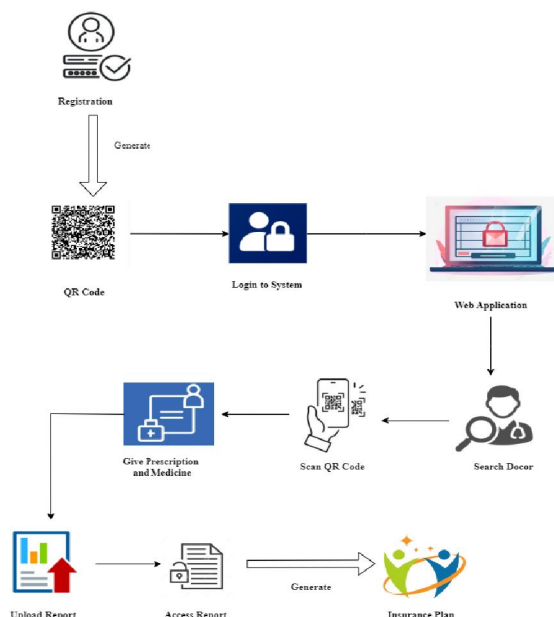 Registration
Generate
QR Code
Login to System
Web Application
Give Prescription
and Medicine
Scan QR Code
Search Docor
Upload Report
Access Report
Generate
Insurance Plan